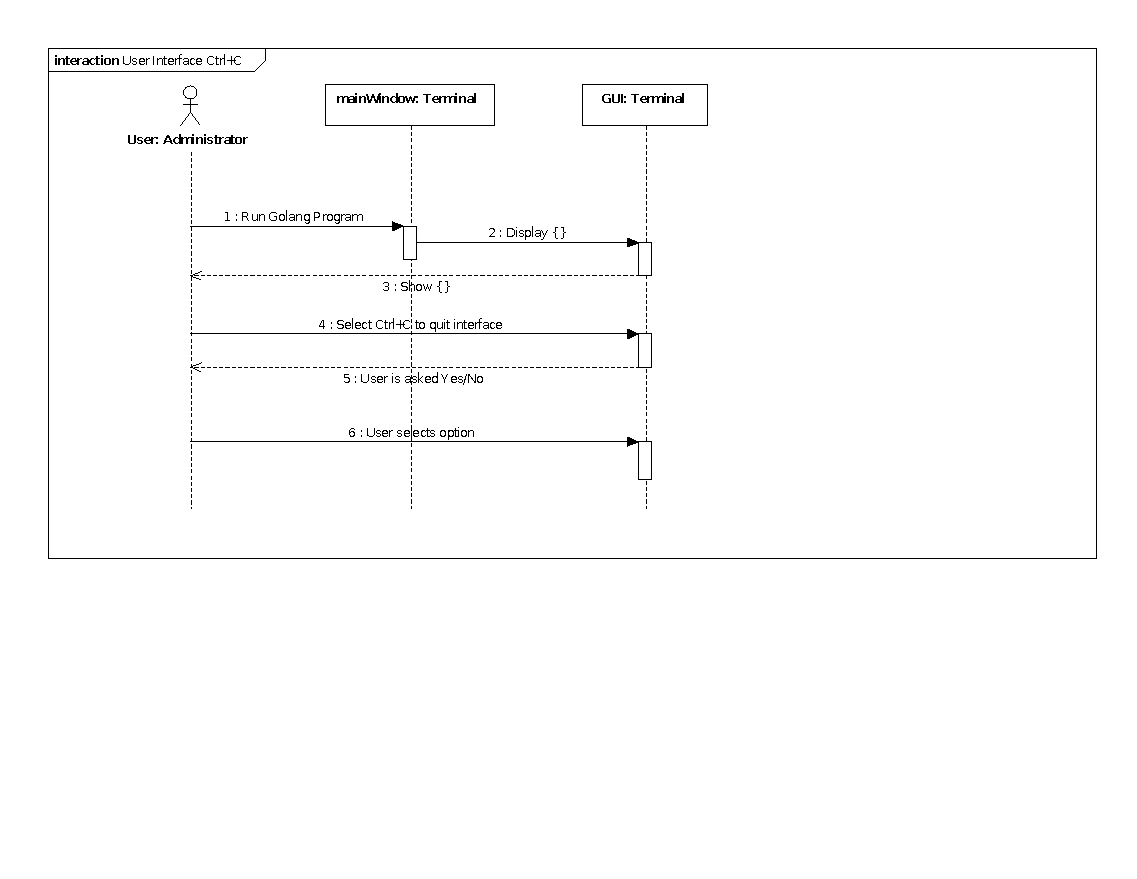 interaction User Interface Ctrl+C
mainWindow: Terminal
GUI: Terminal
User: Administrator
1 : Run Golang Program
2 : Display {}
3 : Show {}
4 : Select Ctrl+C to quit interface
5 : User is asked Yes/No
6 : User selects option